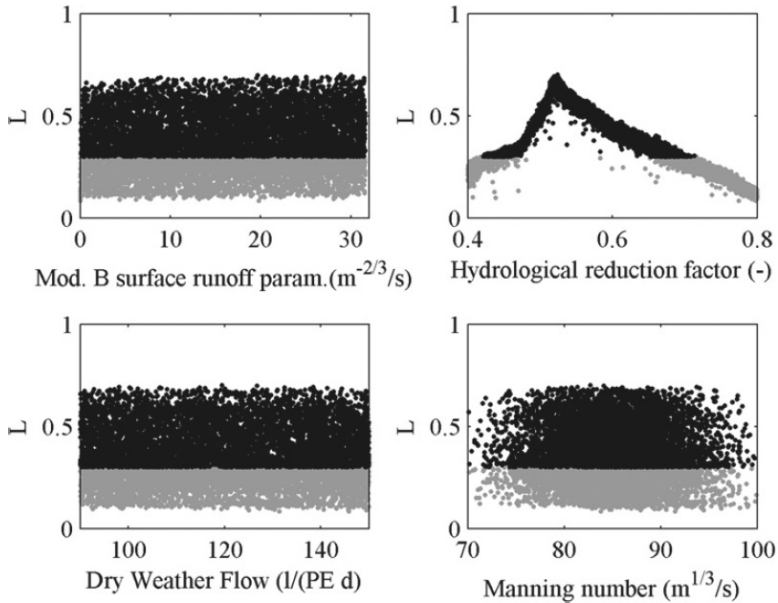 1
L
0.5
0
0 10 20 30
Mod. B surface runoff param.(m^-2/3/s)
1
L
0.5
0
0.4 0.6 0.8
Hydrological reduction factor (-)
1
L
0.5
0
100 120 140
Dry Weather Flow (l/(PE d)
1
L
0.5
0
70 80 90 100
Manning number (m^1/3/s)